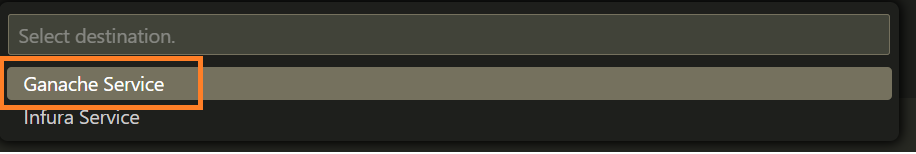 Select destination.
Ganache Service
Infura Service